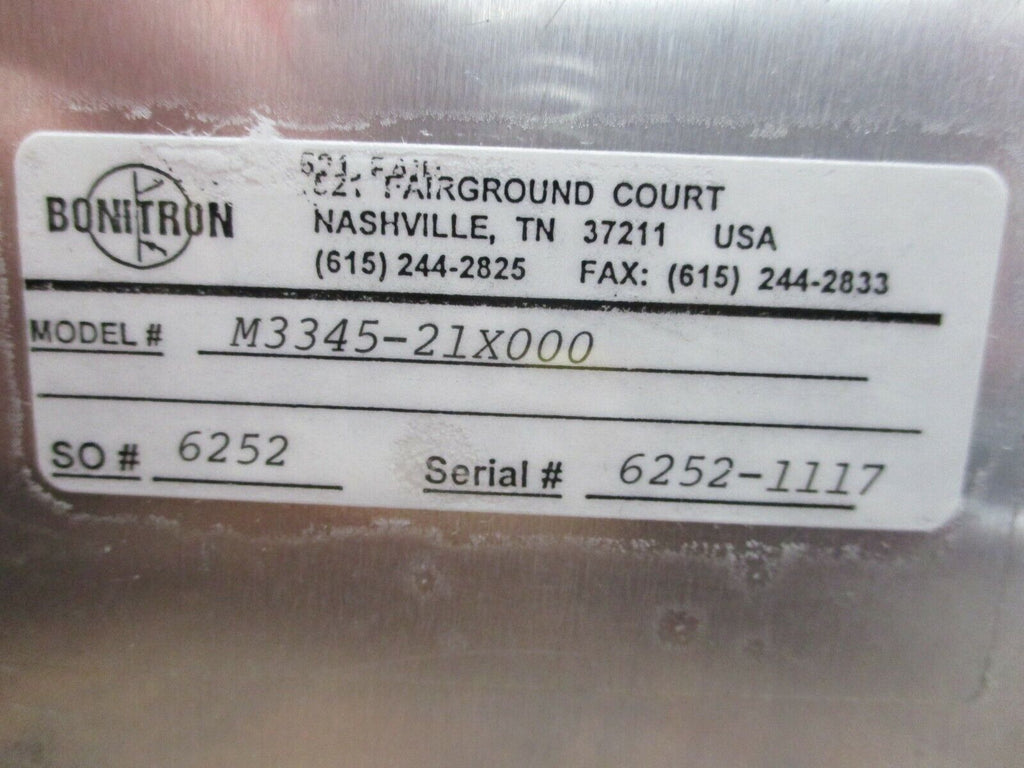 BONITRON
521 FAIRGROUND COURT
NASHVILLE, TN 37211 USA
(615) 244-2825 FAX: (615) 244-2833
MODEL # M3345-21X000
SO # 6252 Serial # 6252-1117